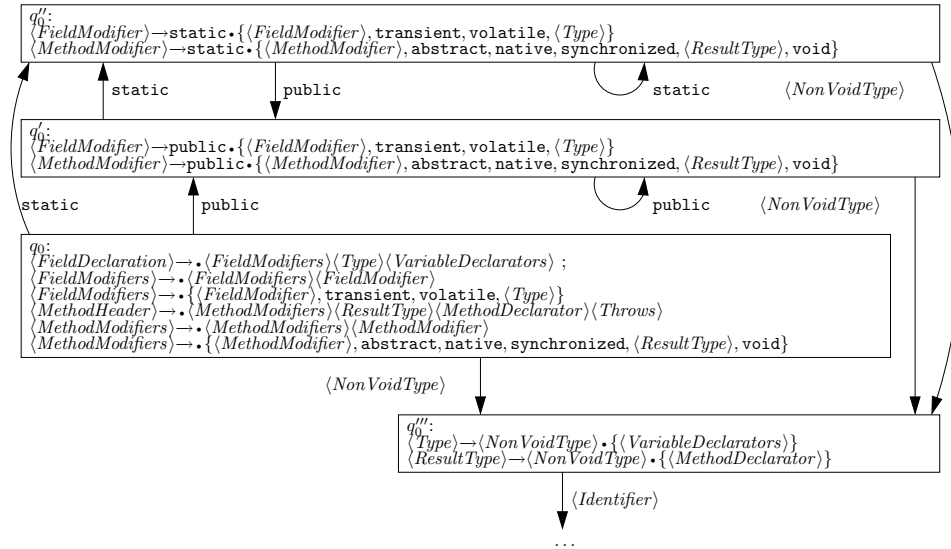 q₀′′:
⟨FieldModifier⟩→static•{⟨FieldModifier⟩,transient,volatile,⟨Type⟩}
⟨MethodModifier⟩→static•{⟨MethodModifier⟩,abstract,native,synchronized,⟨ResultType⟩,void}
static
public
static
⟨NonVoidType⟩
q₀′:
⟨FieldModifier⟩→public•{⟨FieldModifier⟩,transient,volatile,⟨Type⟩}
⟨MethodModifier⟩→public•{⟨MethodModifier⟩,abstract,native,synchronized,⟨ResultType⟩,void}
static
public
public
⟨NonVoidType⟩
q₀:
⟨FieldDeclaration⟩→•⟨FieldModifiers⟩⟨Type⟩⟨VariableDeclarators⟩ ;
⟨FieldModifiers⟩→•⟨FieldModifiers⟩⟨FieldModifier⟩
⟨FieldModifiers⟩→•{⟨FieldModifier⟩,transient,volatile,⟨Type⟩}
⟨MethodHeader⟩→•⟨MethodModifiers⟩⟨ResultType⟩⟨MethodDeclarator⟩⟨Throws⟩
⟨MethodModifiers⟩→•⟨MethodModifiers⟩⟨MethodModifier⟩
⟨MethodModifiers⟩→•{⟨MethodModifier⟩,abstract,native,synchronized,⟨ResultType⟩,void}
⟨NonVoidType⟩
q₀′′′:
⟨Type⟩→⟨NonVoidType⟩•{⟨VariableDeclarators⟩}
⟨ResultType⟩→⟨NonVoidType⟩•{⟨MethodDeclarator⟩}
⟨Identifier⟩
...